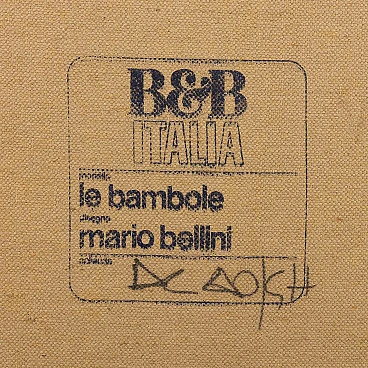 B&B
ITALIA
modello
le bambole
disegno
mario bellini